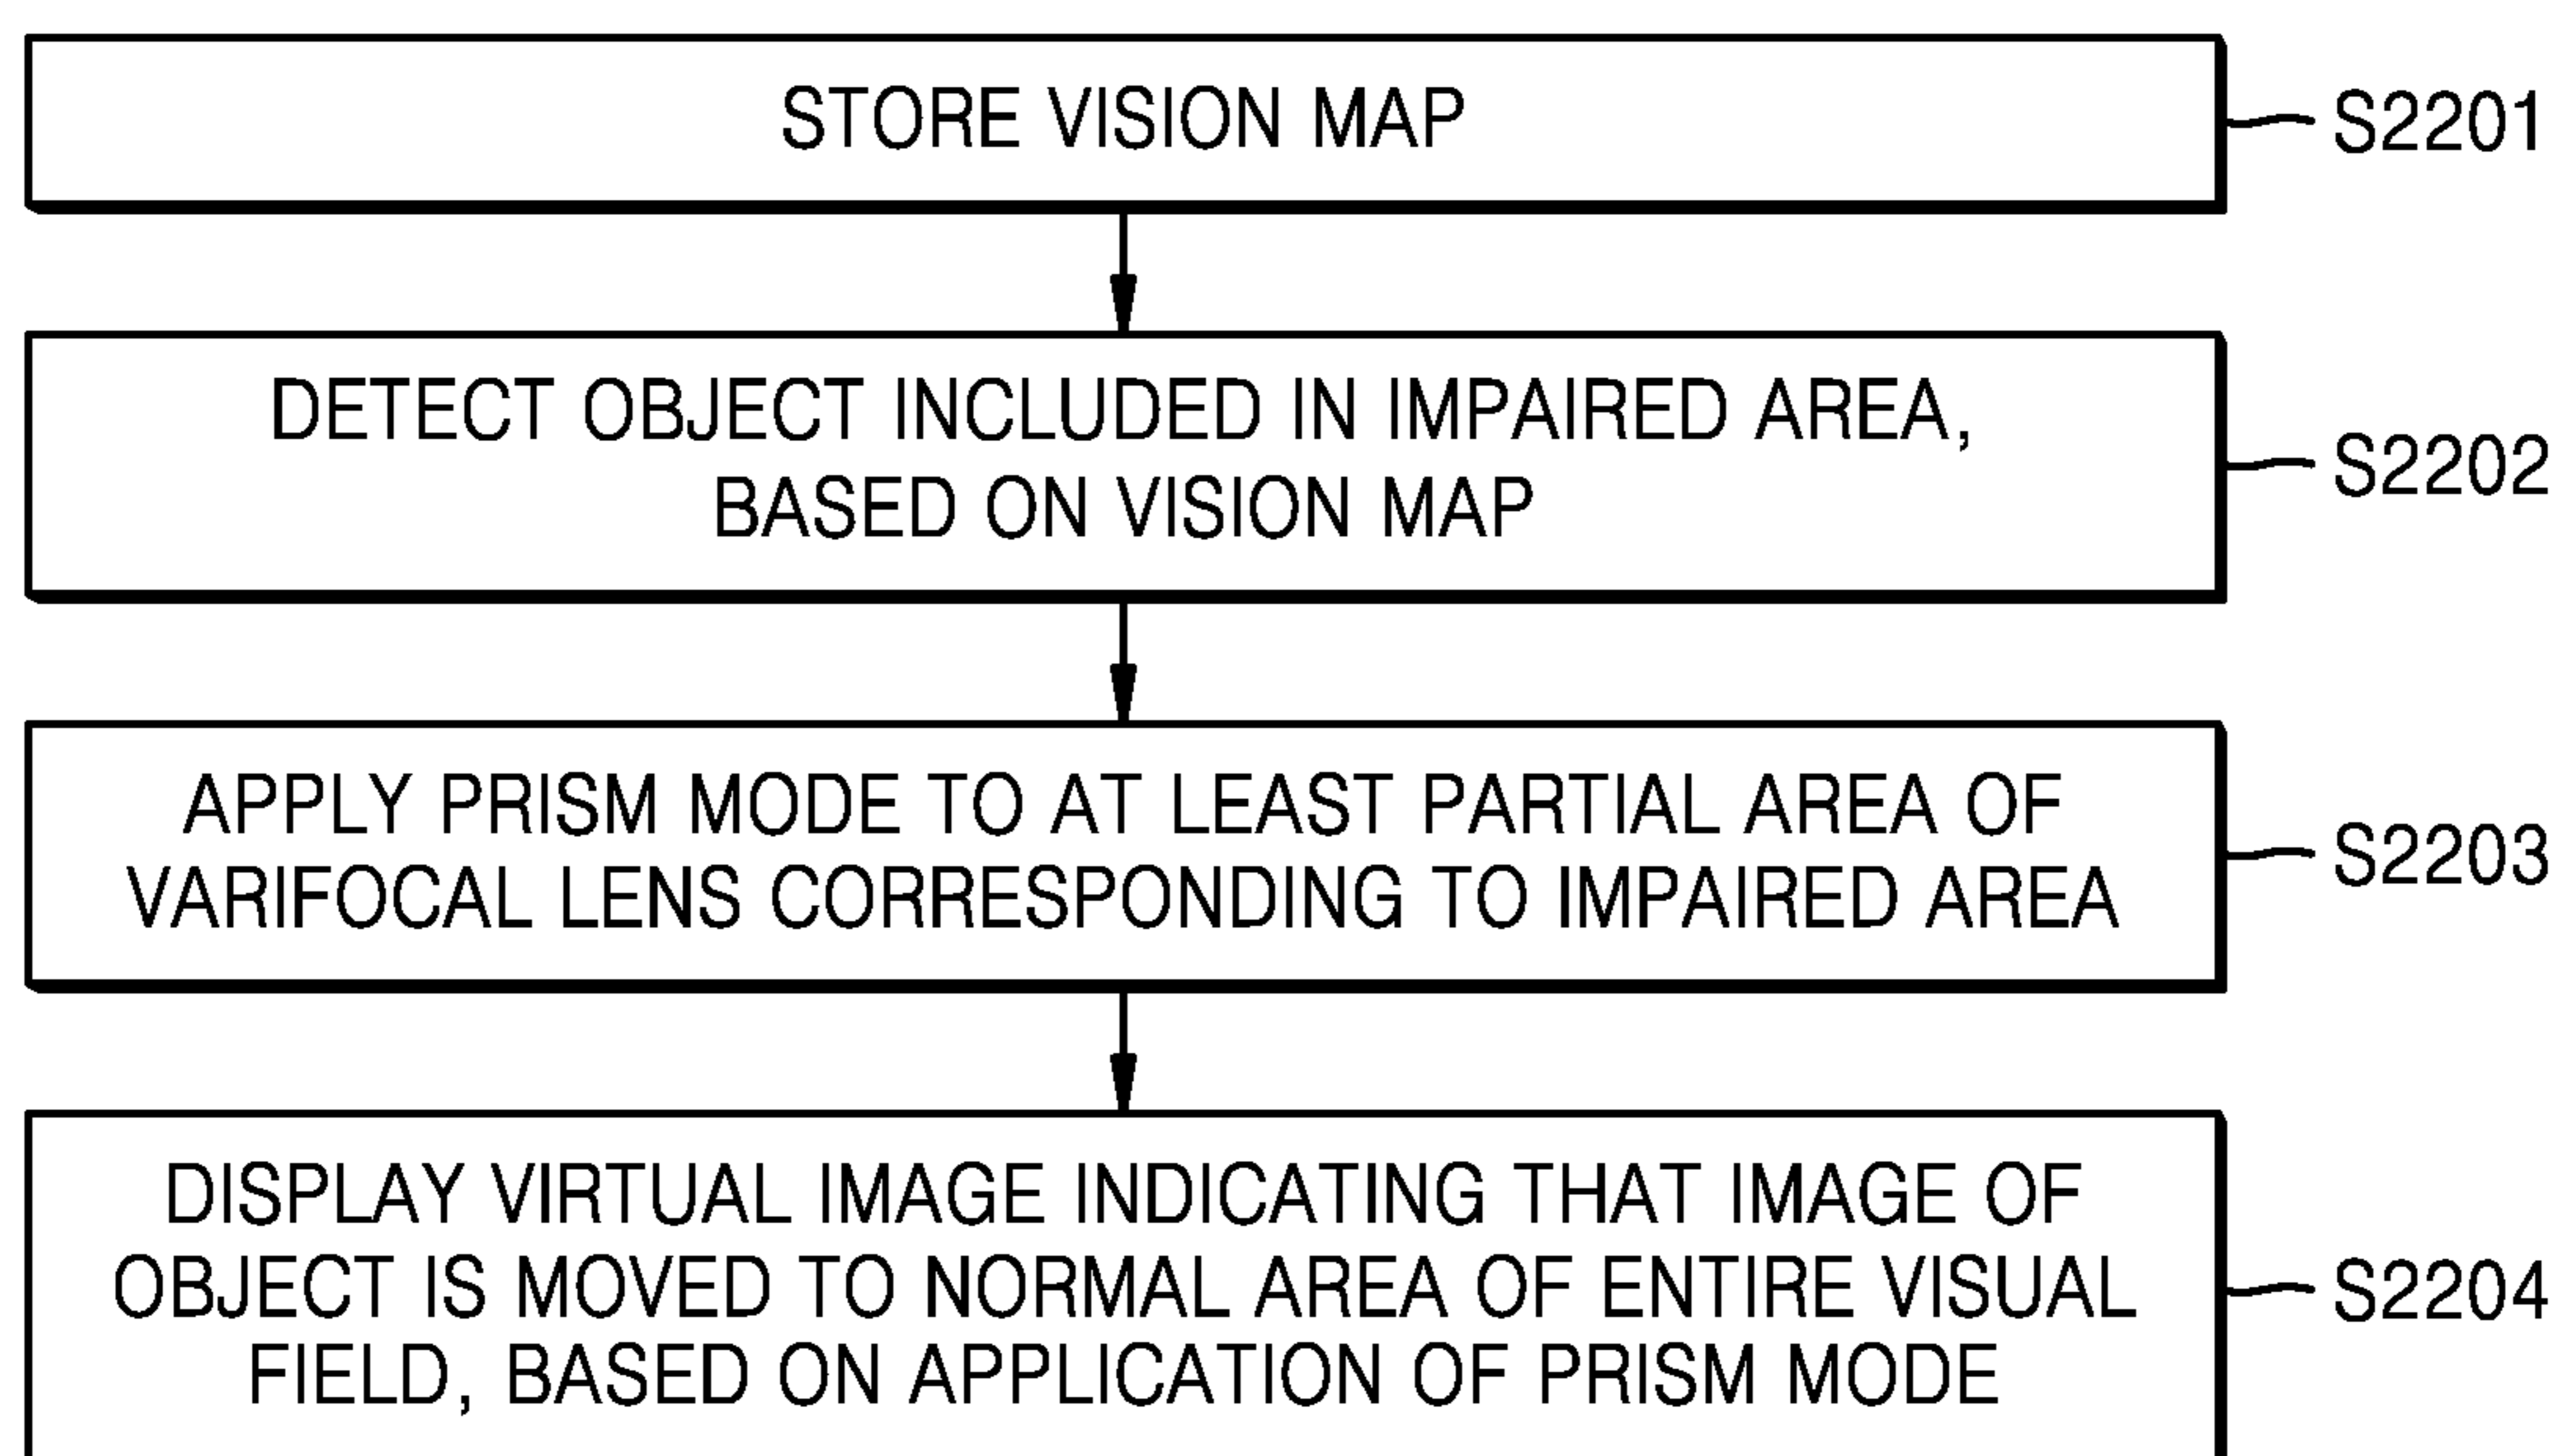 STORE VISION MAP
S2201
DETECT OBJECT INCLUDED IN IMPAIRED AREA,
BASED ON VISION MAP
S2202
APPLY PRISM MODE TO AT LEAST PARTIAL AREA OF
VARIFOCAL LENS CORRESPONDING TO IMPAIRED AREA
S2203
DISPLAY VIRTUAL IMAGE INDICATING THAT IMAGE OF
OBJECT IS MOVED TO NORMAL AREA OF ENTIRE VISUAL
FIELD, BASED ON APPLICATION OF PRISM MODE
S2204